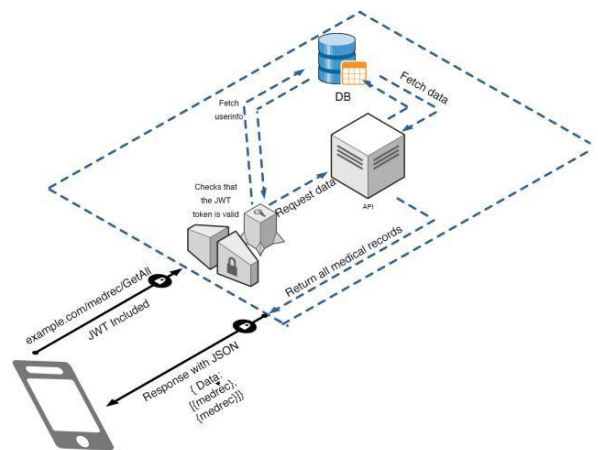 DB
Fetch data
Fetch
userinfo
Checks that
the JWT
token is valid
Request data
API
Return all medical records
example.com/medrec/GetAll
JWT Included
Response with JSON
{ Data:
[{medrec},
{medrec}]}